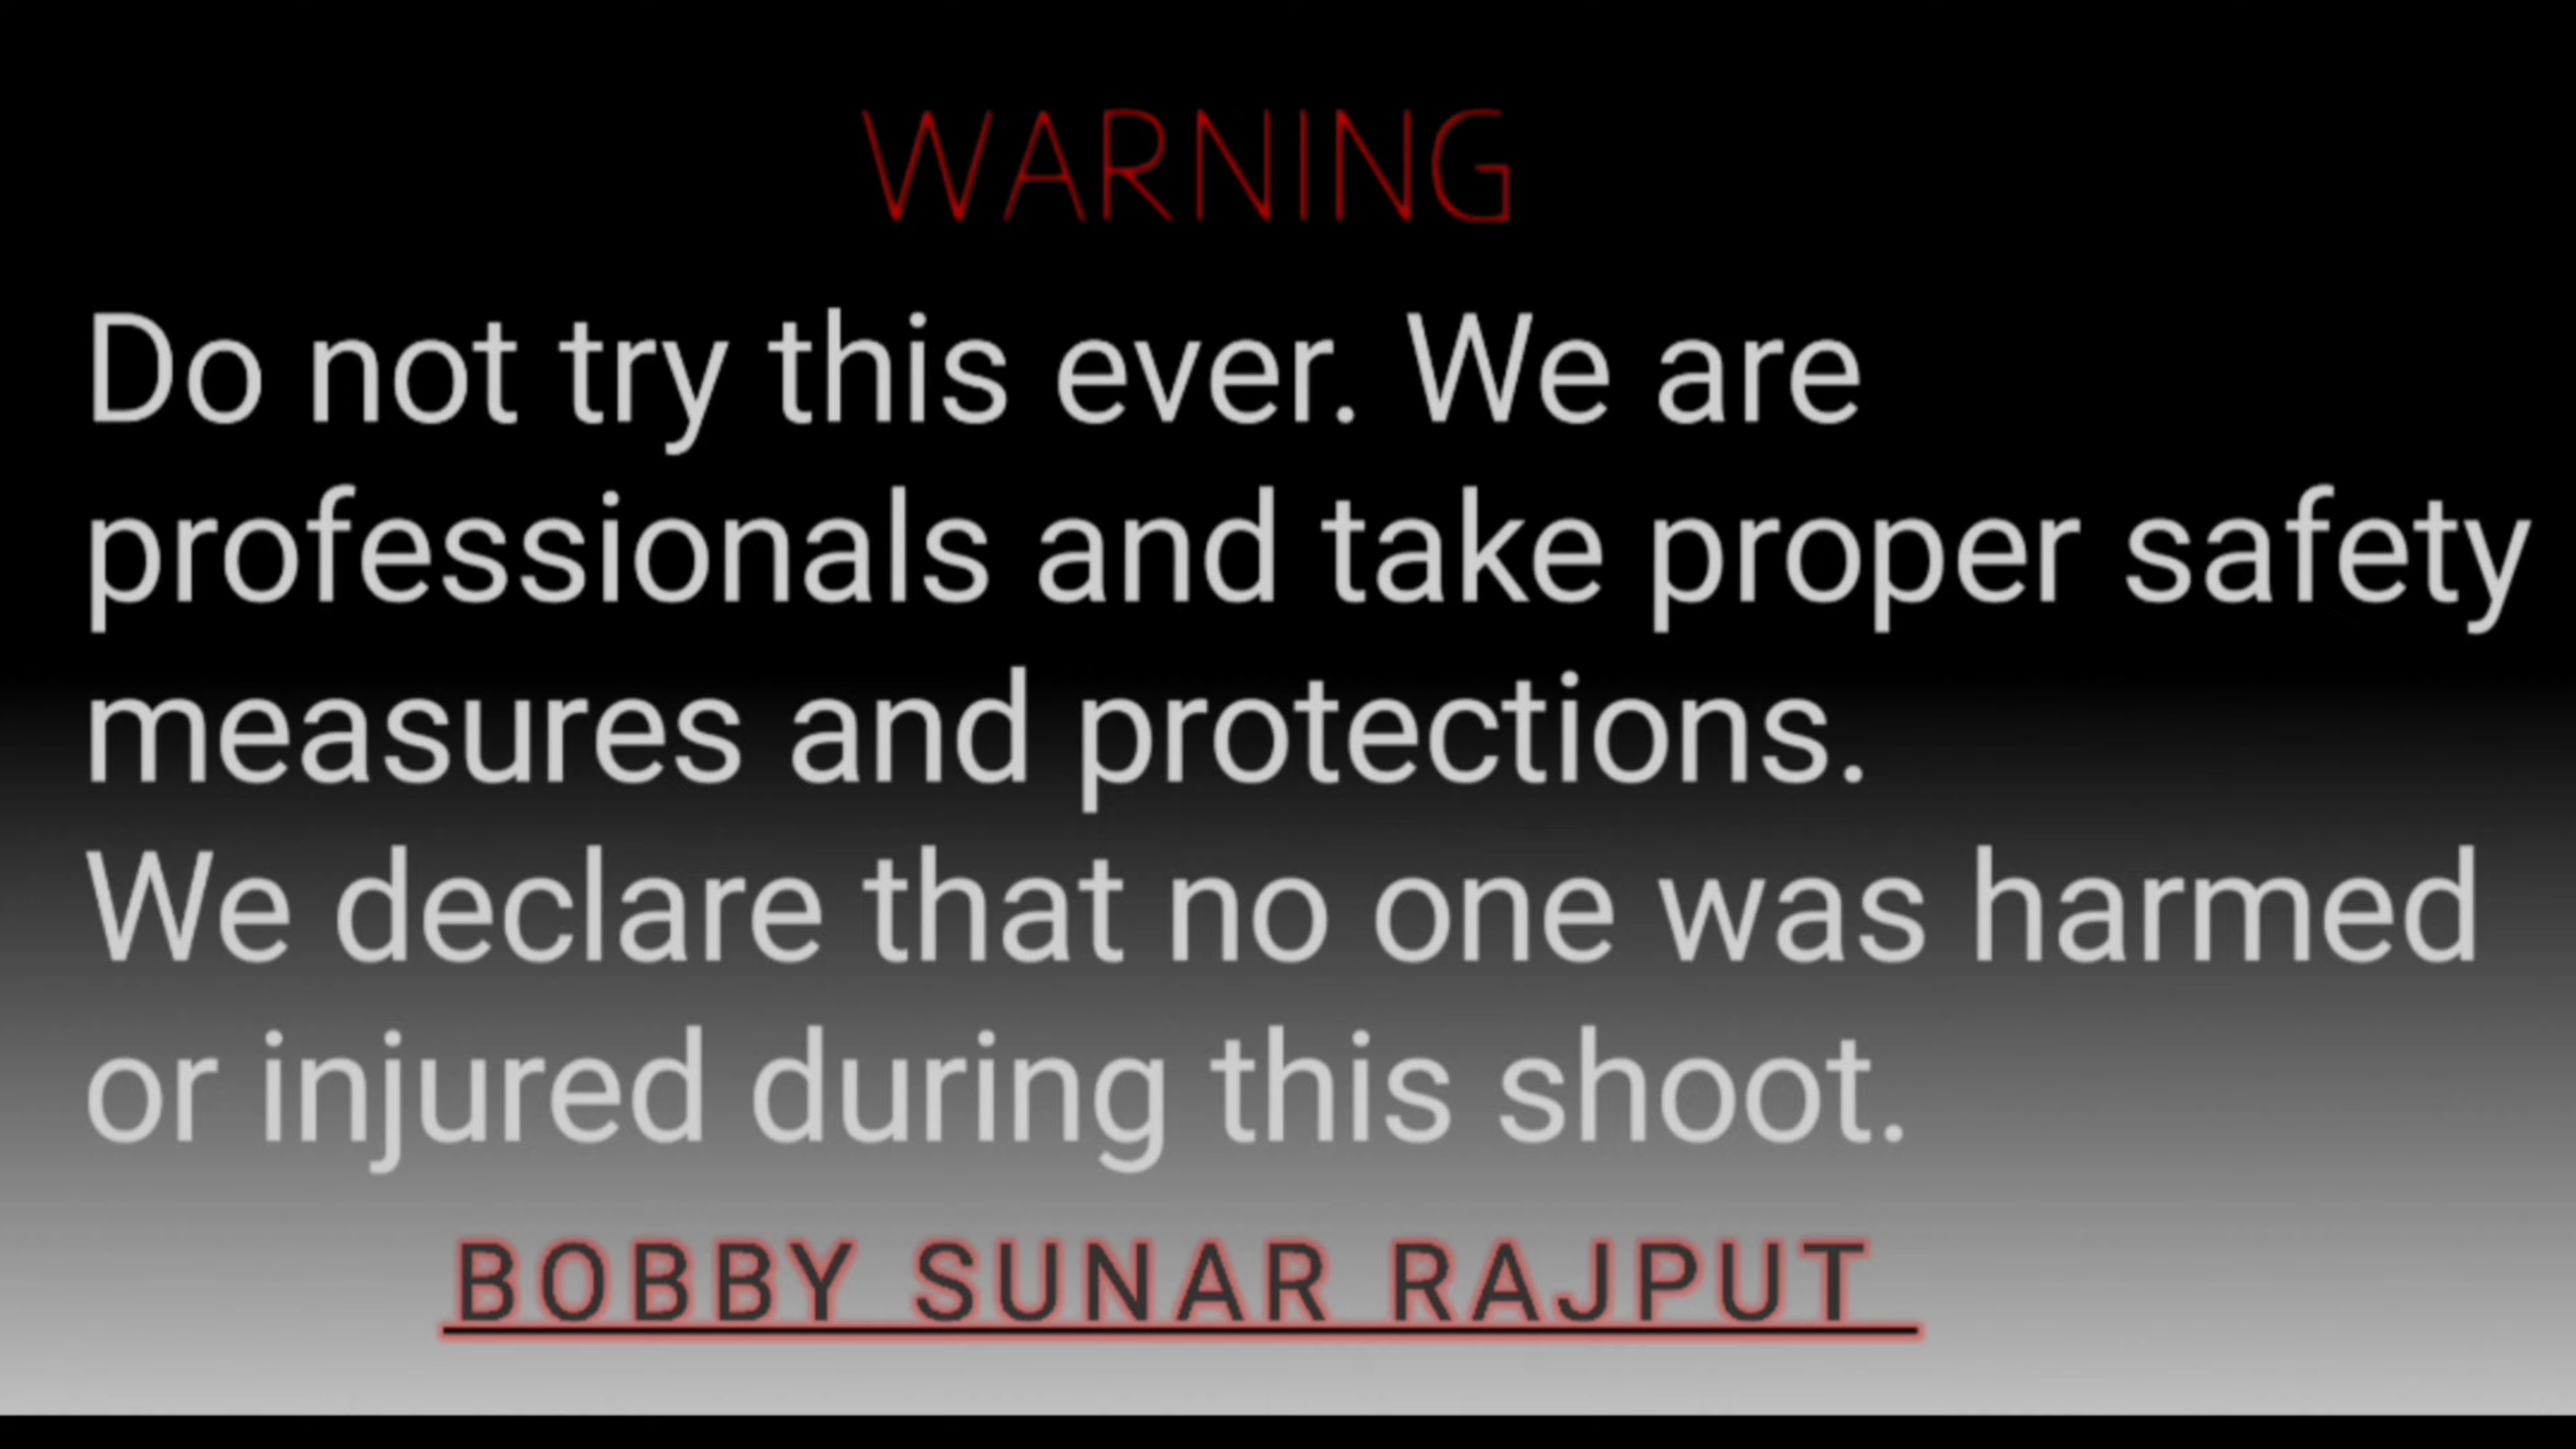 WARNING
Do not try this ever. We are
professionals and take proper safety
measures and protections.
We declare that no one was harmed
or injured during this shoot.
BOBBY SUNAR RAJPUT